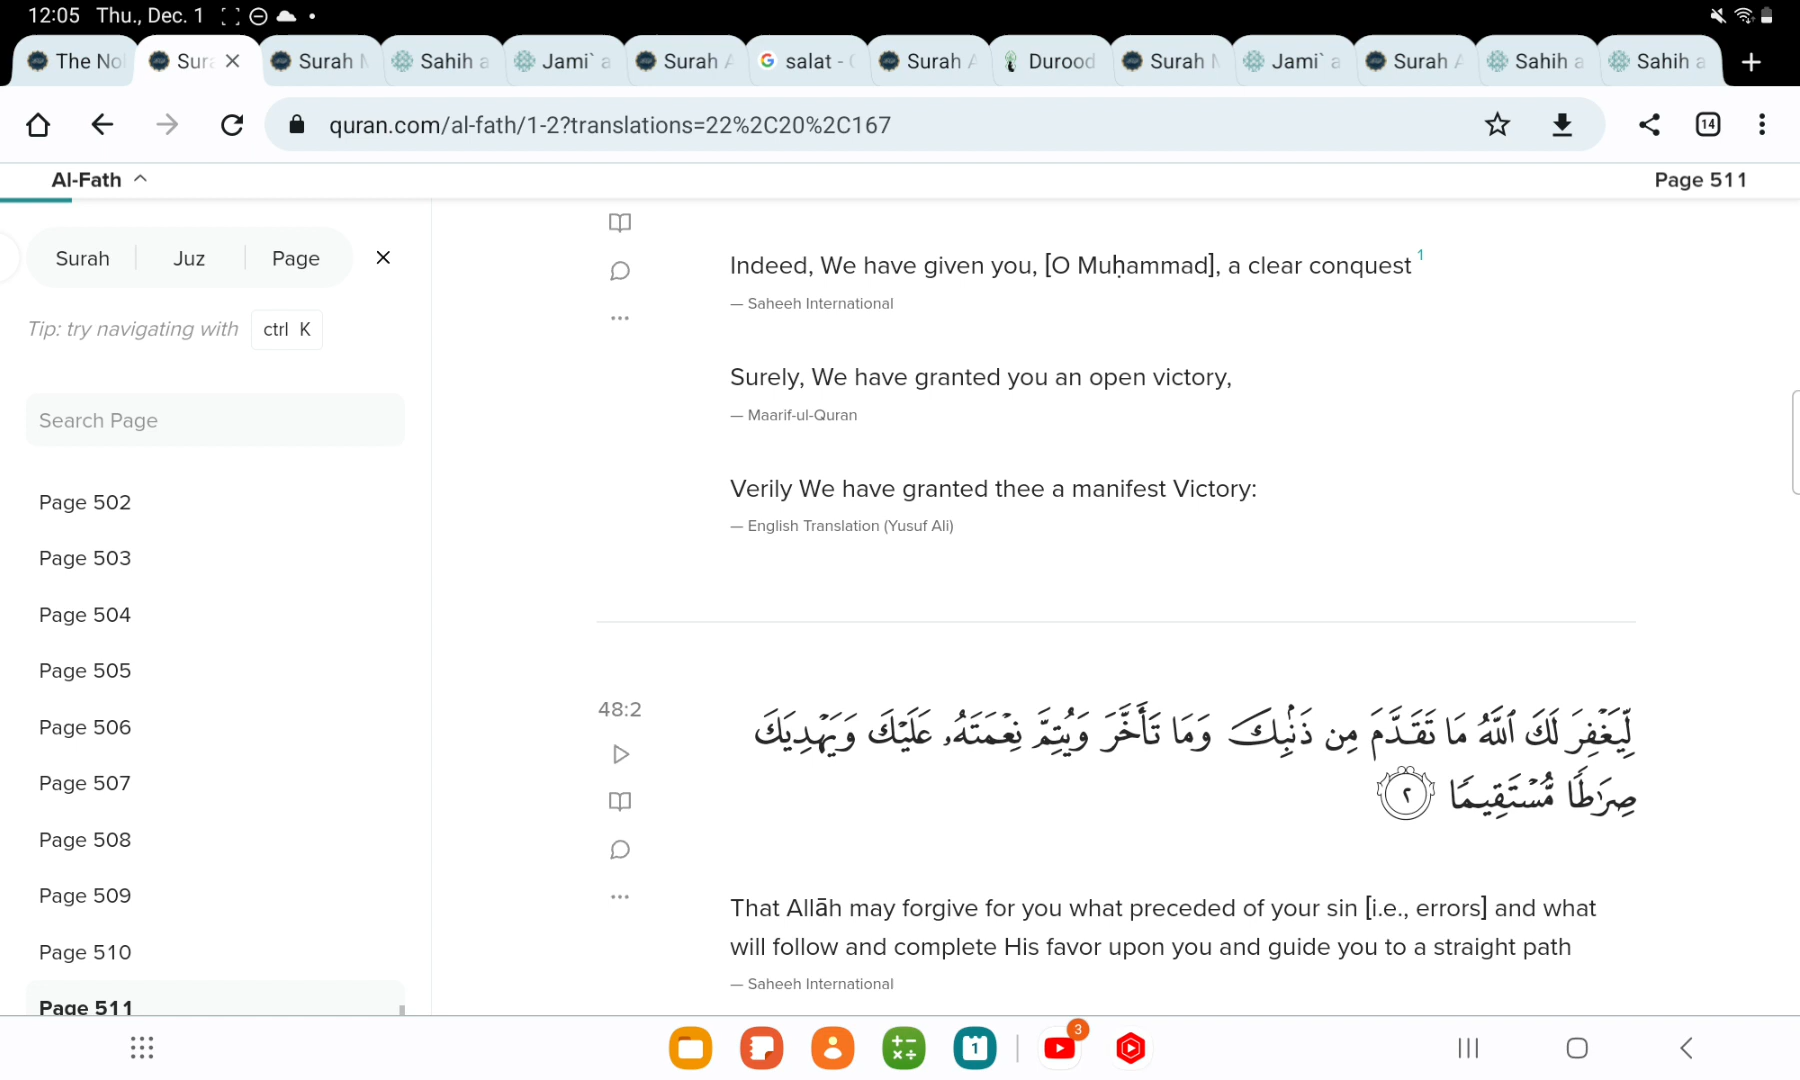 12:05 Thu., Dec. 1
The No
Sura
Surah M
Sahih a
Jami` a
Surah A
salat -
Surah A
Durood
Surah M
Jami` a
Surah A
Sahih a
Sahih a
quran.com/al-fath/1-2?translations=22%2C20%2C167
14
Al-Fath
Page 511
Surah
Juz
Page
Tip: try navigating with ctrl K
Search Page
Page 502
Page 503
Page 504
Page 505
Page 506
Page 507
Page 508
Page 509
Page 510
Page 511
Indeed, We have given you, [O Muḥammad], a clear conquest 1
— Saheeh International
Surely, We have granted you an open victory,
— Maarif-ul-Quran
Verily We have granted thee a manifest Victory:
— English Translation (Yusuf Ali)
48:2
لِّيَغْفِرَ لَكَ ٱللَّهُ مَا تَقَدَّمَ مِن ذَنۢبِكَ وَمَا تَأَخَّرَ وَيُتِمَّ نِعْمَتَهُۥ عَلَيْكَ وَيَهْدِيَكَ
صِرَٰطًا مُّسْتَقِيمًا ٢
That Allāh may forgive for you what preceded of your sin [i.e., errors] and what
will follow and complete His favor upon you and guide you to a straight path
— Saheeh International
1
3